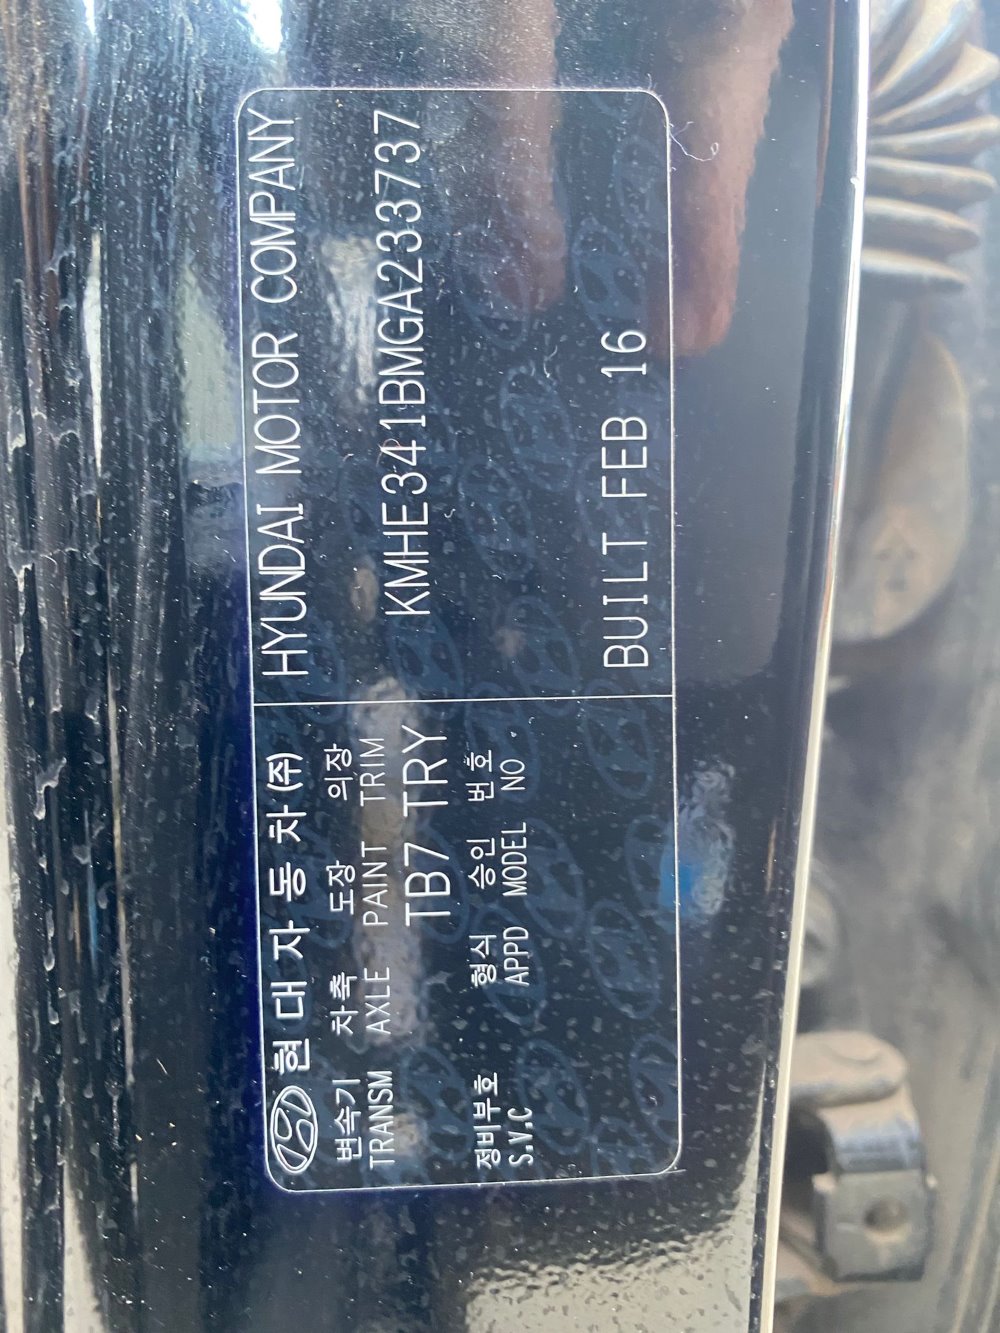 현대자동차(주)
HYUNDAI MOTOR COMPANY
변속기 차축 도장 의장
TRANSM AXLE PAINT TRIM
KMHE341BMGA233737
TB7 TRY
정비부호 형식 승인 번호
S.V.C APPD MODEL NO
BUILT FEB 16